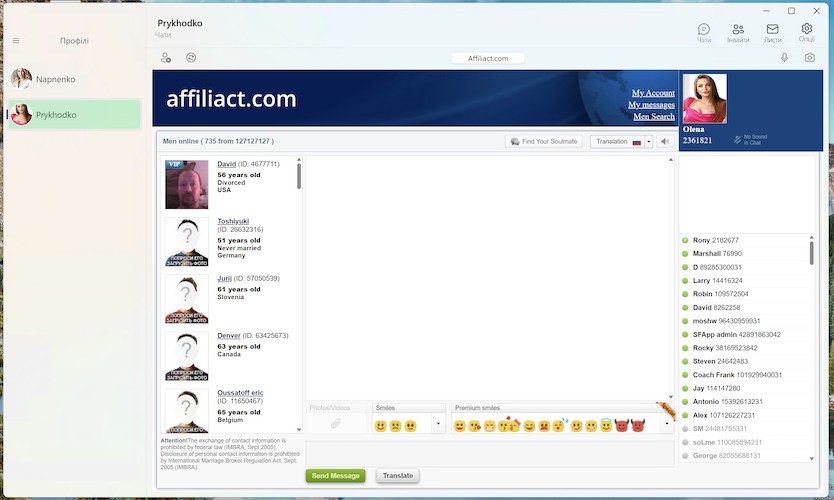 Prykhodko
Чати
Профілі
Чати
Інвайти
Листи
Опції
Napnenko
Prykhodko
Affiliact.com
affiliact.com
My Account
My messages
Men Search
Olena
2361821
No Sound
in Chat
Men online ( 735 from 127127127 )
Find Your Soulmate
Translation
VIP
David (ID: 4677711)
56 years old
Divorced
USA
Toshiyuki
(ID: 26632316)
51 years old
Never married
Germany
ПОПРОСИ ЕГО
ЗАГРУЗИТЬ ФОТО
Jurij (ID: 57050539)
61 years old
Slovenia
ПОПРОСИ ЕГО
ЗАГРУЗИТЬ ФОТО
Denver (ID: 63425673)
63 years old
Canada
ПОПРОСИ ЕГО
ЗАГРУЗИТЬ ФОТО
Oussatoff eric
(ID: 11650467)
65 years old
Belgium
ПОПРОСИ ЕГО
ЗАГРУЗИТЬ ФОТО
Attention!The exchange of contact information is
prohibited by federal law (IMBRA, Sept.2005).
Disclosure of personal contact information is prohibited
by International Marriage Broker Regulation Act, Sept.
2005 (IMBRA).
Photos/Videos
Smiles
Premium smiles
Send Message
Translate
Rony 2182677
Marshall 76990
D 89285300031
Larry 14416324
Robin 109572504
David 8262258
moshw 96430959931
SFApp admin 42891863042
Rocky 38169523842
Steven 24642483
Coach Frank 101929940031
Jay 114147280
Antonio 15392613231
Alex 107126227231
SM 24481755331
soLme 110085894231
George 82055688131